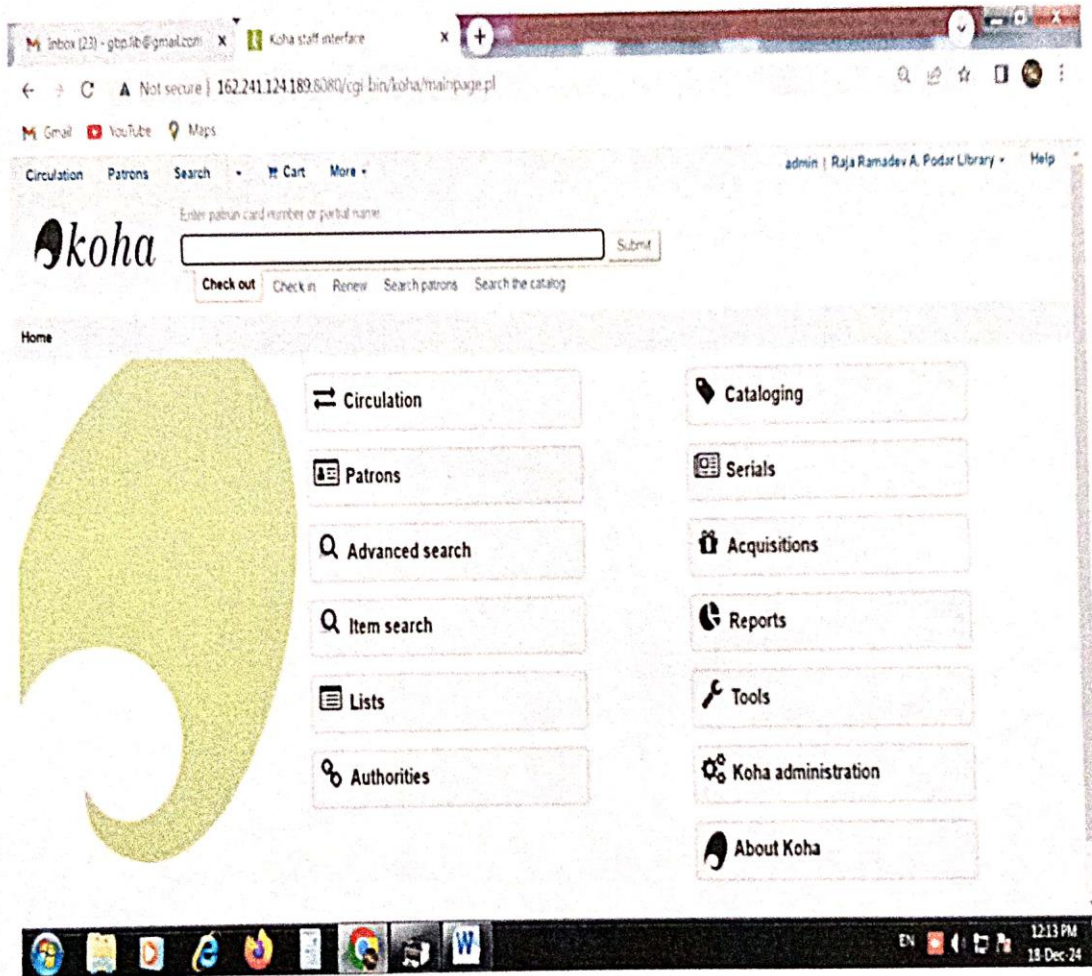 Inbox (23) - gbp.lib@gmail.com X Koha staff interface x +
Not secure | 162.241.124.189:8080/cgi-bin/koha/mainpage.pl
Gmail YouTube Maps
Circulation Patrons Search Cart More admin | Raja Ramadev A. Podar Library Help
Enter patron card number or partial name
koha Submit
Check out Check in Renew Search patrons Search the catalog
Home
Circulation Cataloging
Patrons Serials
Advanced search Acquisitions
Item search Reports
Lists Tools
Authorities Koha administration
About Koha
EN 12:13 PM
18-Dec-24